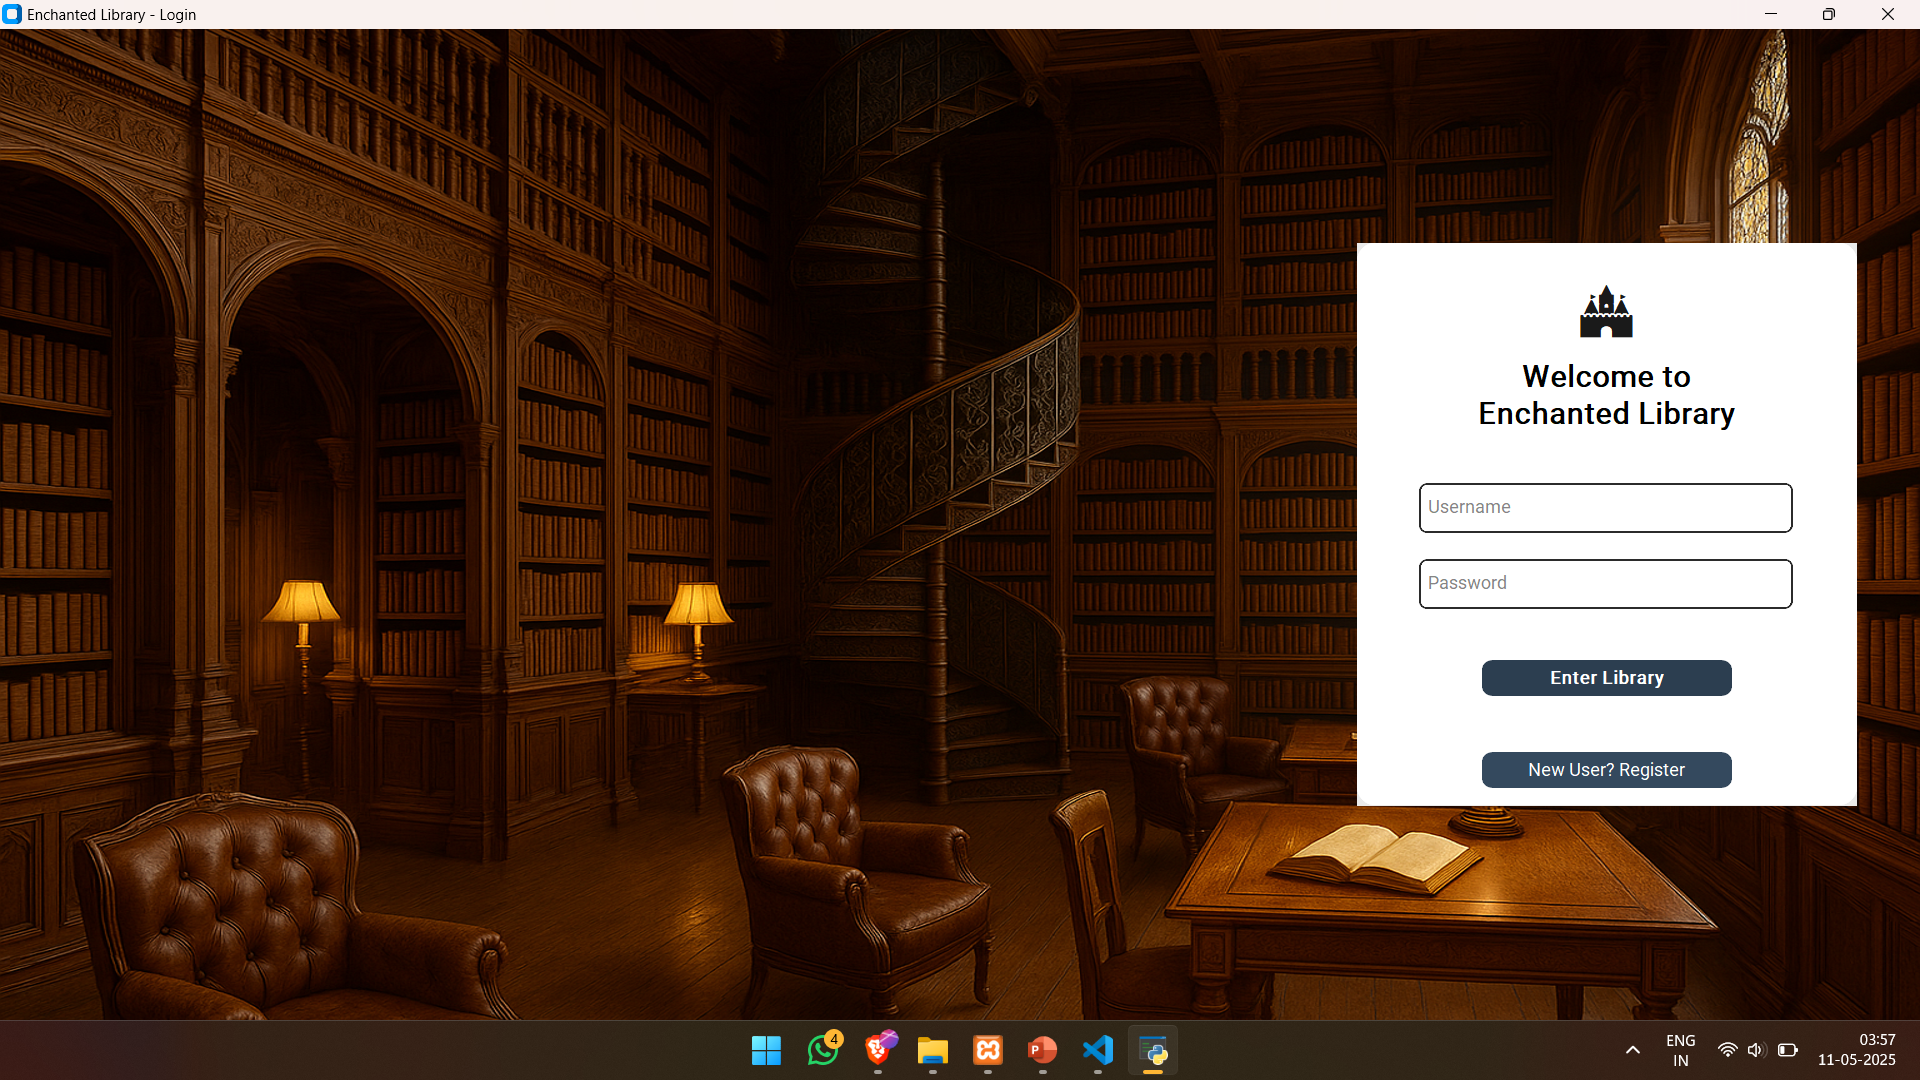 Enchanted Library - Login
Welcome to
Enchanted Library
Username
Password
Enter Library
New User? Register
4
P
ENG
IN
03:57
11-05-2025